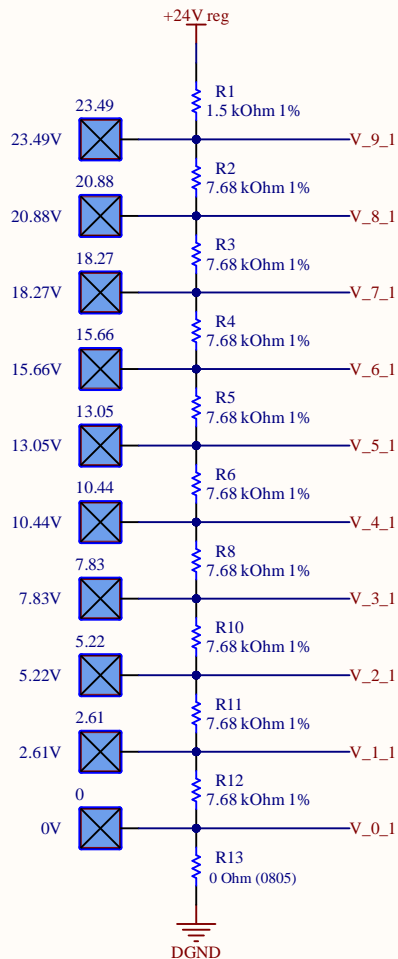 +24V reg
R1
1.5 kOhm 1%
23.49
23.49V
V_9_1
R2
7.68 kOhm 1%
20.88
20.88V
V_8_1
R3
7.68 kOhm 1%
18.27
18.27V
V_7_1
R4
7.68 kOhm 1%
15.66
15.66V
V_6_1
R5
7.68 kOhm 1%
13.05
13.05V
V_5_1
R6
7.68 kOhm 1%
10.44
10.44V
V_4_1
R8
7.68 kOhm 1%
7.83
7.83V
V_3_1
R10
7.68 kOhm 1%
5.22
5.22V
V_2_1
R11
7.68 kOhm 1%
2.61
2.61V
V_1_1
R12
7.68 kOhm 1%
0
0V
V_0_1
R13
0 Ohm (0805)
DGND